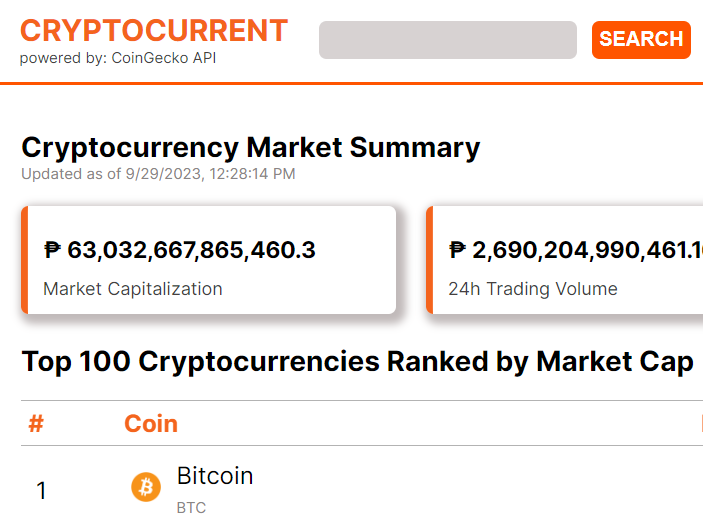 CRYPTOCURRENT
powered by: CoinGecko API
SEARCH
Cryptocurrency Market Summary
Updated as of 9/29/2023, 12:28:14 PM
₱ 63,032,667,865,460.3
Market Capitalization
₱ 2,690,204,990,461.1
24h Trading Volume
Top 100 Cryptocurrencies Ranked by Market Cap
# Coin
1 Bitcoin
BTC